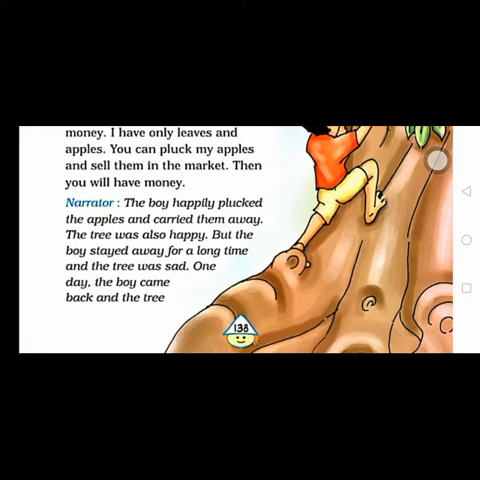 money. I have only leaves and
apples. You can pluck my apples
and sell them in the market. Then
you will have money.
Narrator : The boy happily plucked
the apples and carried them away.
The tree was also happy. But the
boy stayed away for a long time
and the tree was sad. One
day, the boy came
back and the tree
138